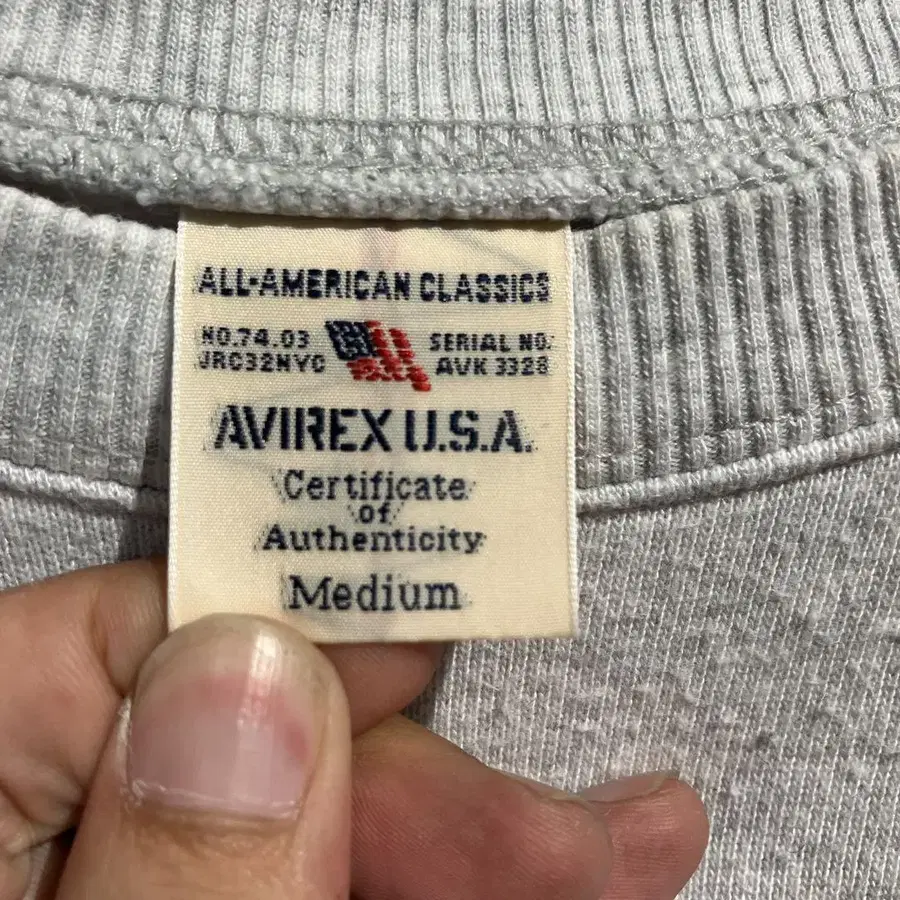 ALL-AMERICAN CLASSICS
NO.74.03
JRC32NYC
SERIAL NO.
AVK 3328
AVIREX U.S.A.
Certificate
of
Authenticity
Medium